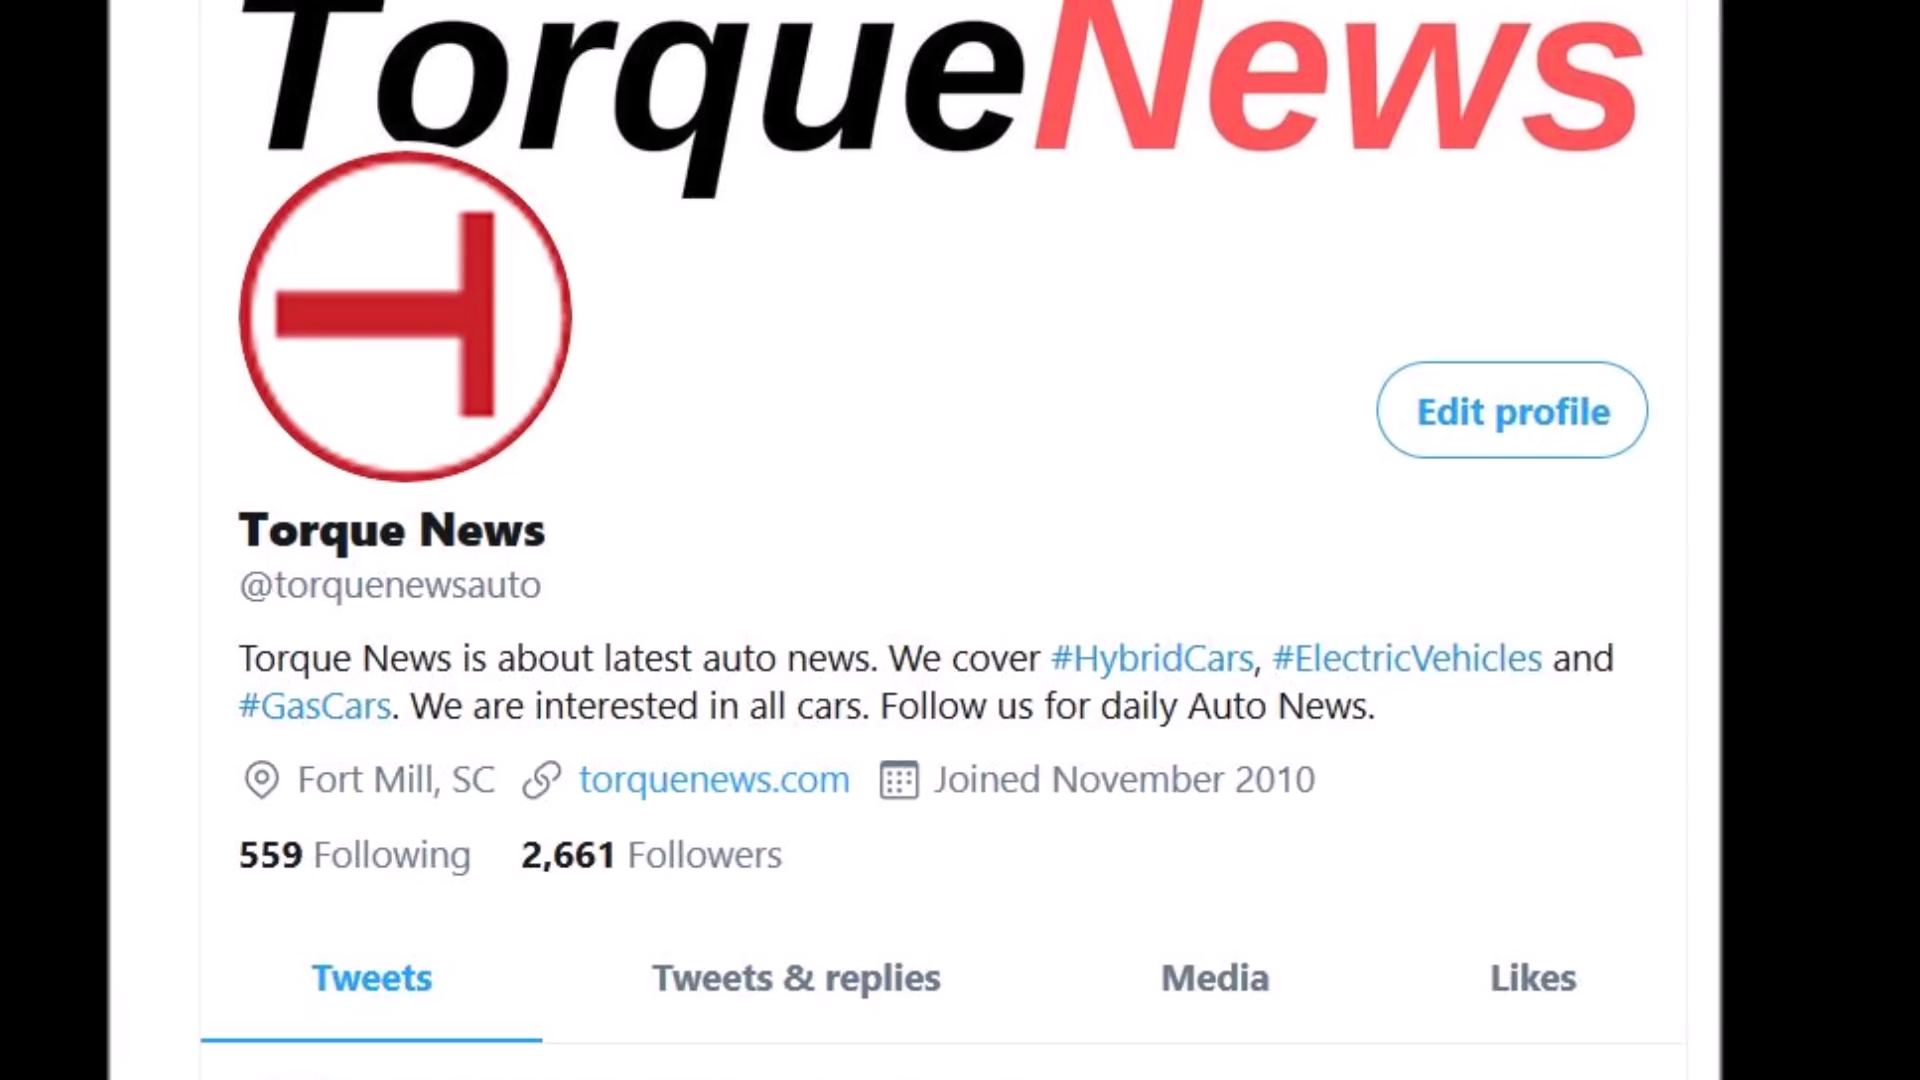 TorqueNews
T
Edit profile
Torque News
@torquenewsauto
Torque News is about latest auto news. We cover #HybridCars, #ElectricVehicles and
#GasCars. We are interested in all cars. Follow us for daily Auto News.
Fort Mill, SC torquenews.com Joined November 2010
559 Following 2,661 Followers
Tweets Tweets & replies Media Likes